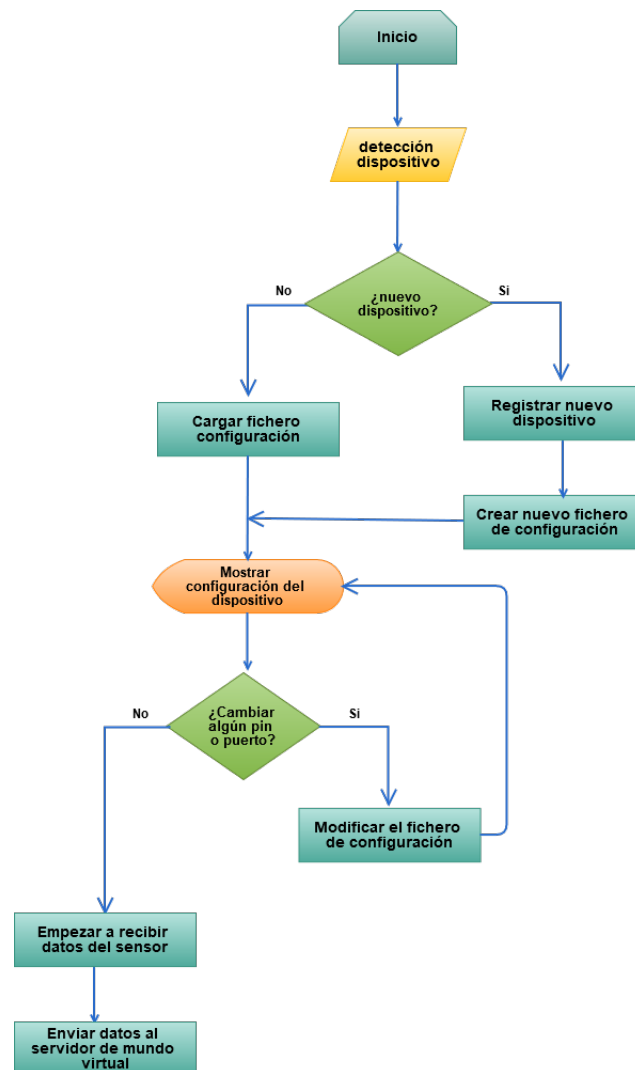 Inicio
detección
dispositivo
¿nuevo
dispositivo?
No
Si
Cargar fichero
configuración
Registrar nuevo
dispositivo
Crear nuevo fichero
de configuración
Mostrar
configuración del
dispositivo
¿Cambiar
algún pin
o puerto?
No
Si
Modificar el fichero
de configuración
Empezar a recibir
datos del sensor
Enviar datos al
servidor de mundo
virtual